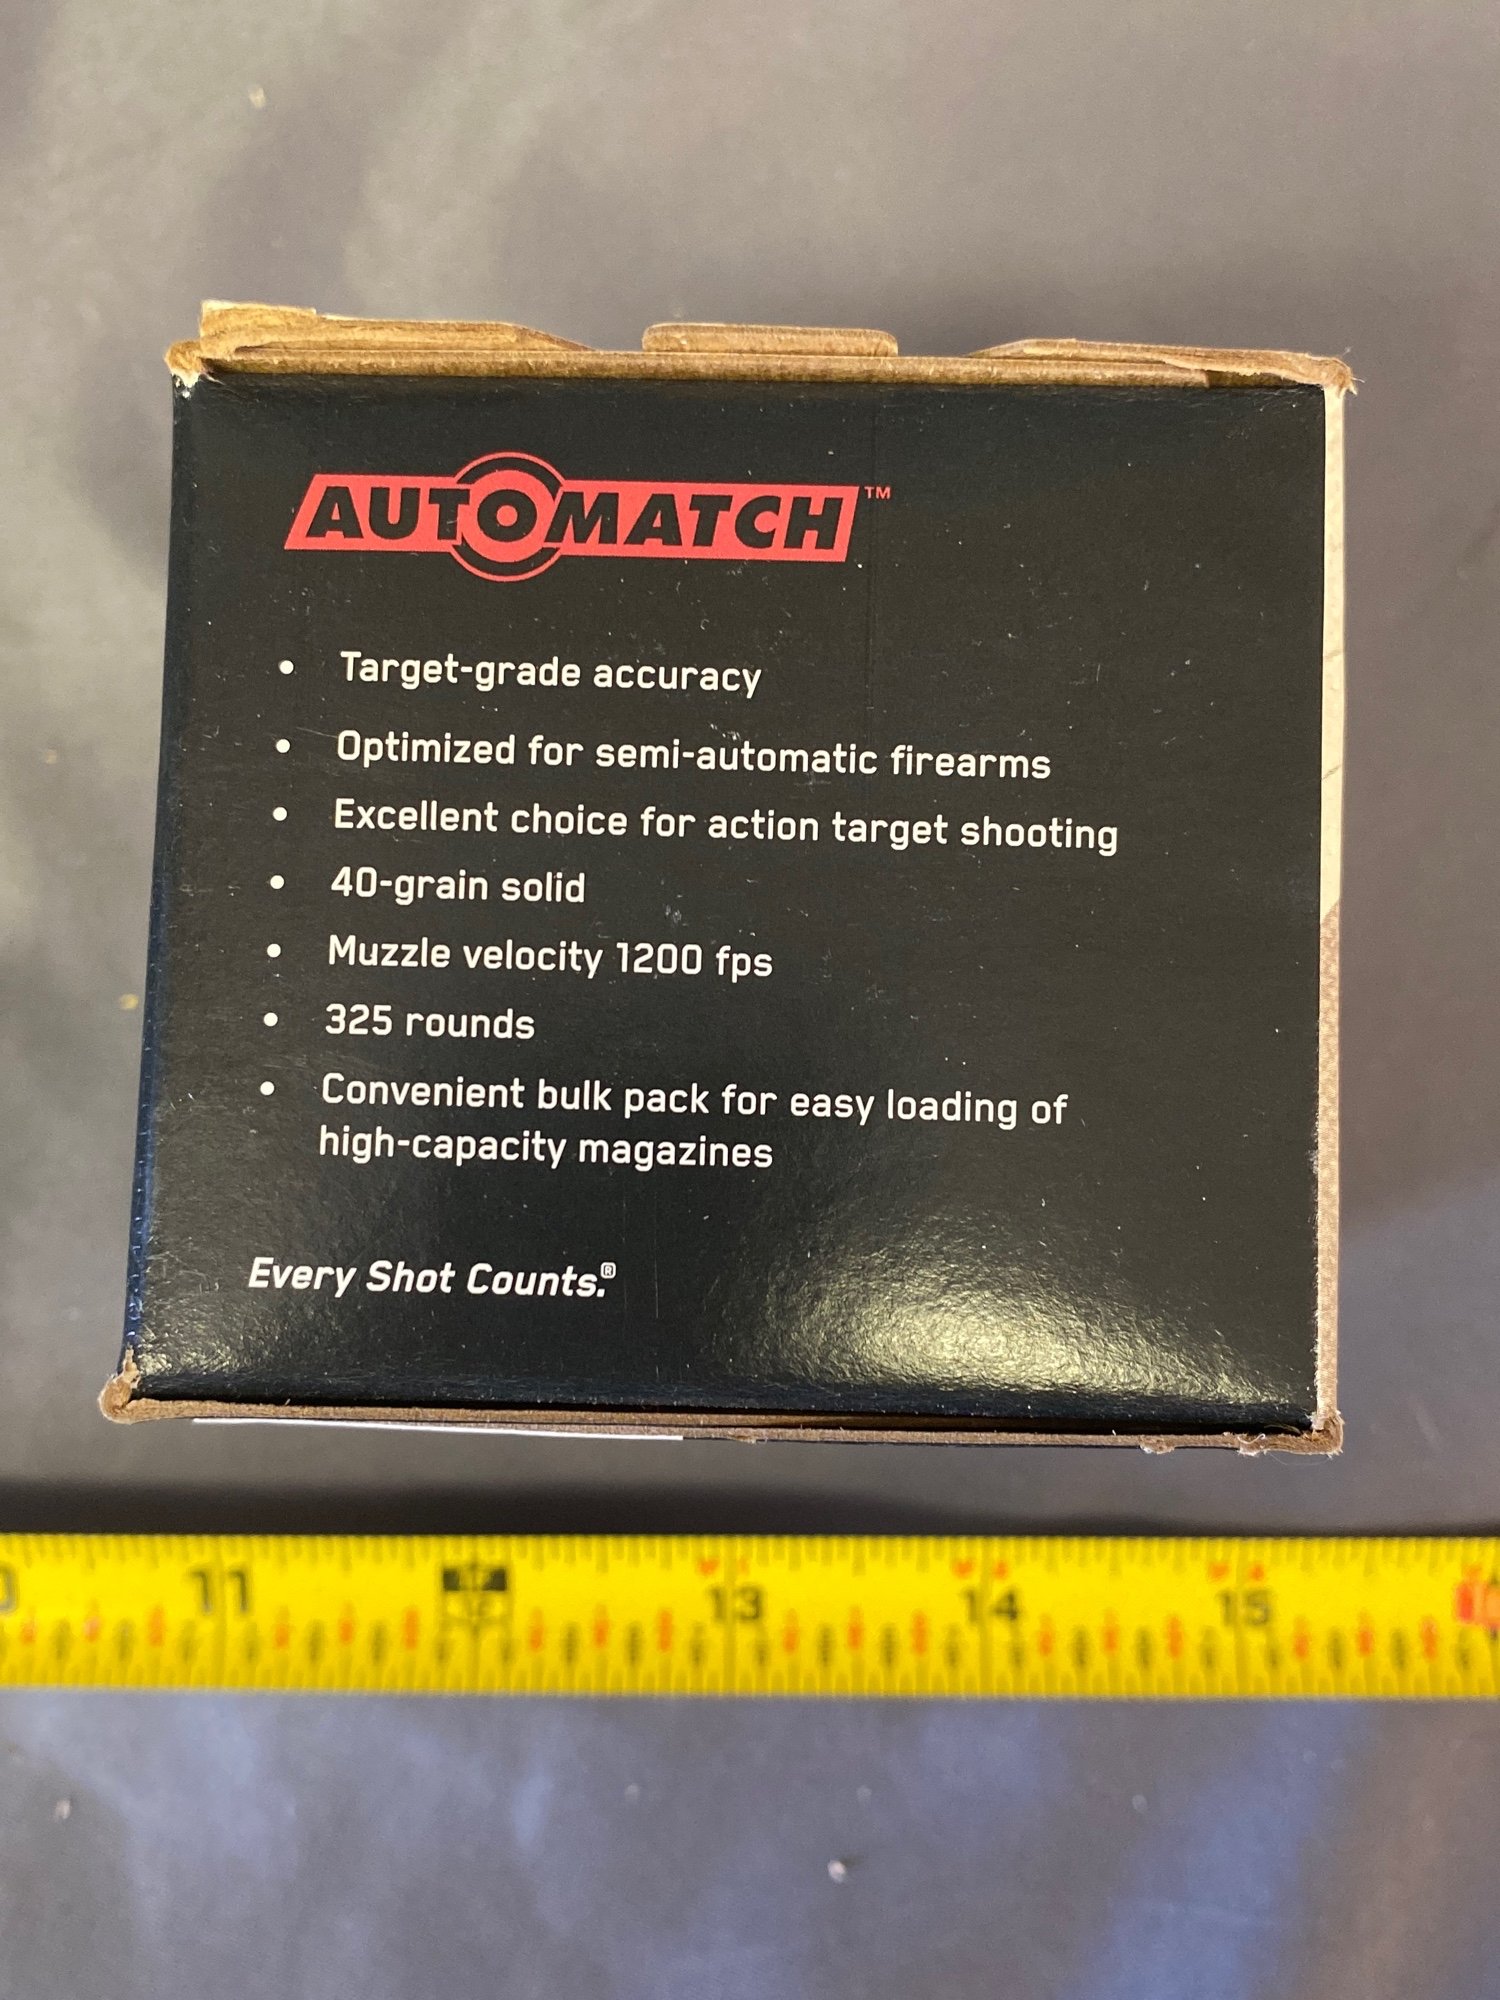 AUTOMATCH™
• Target-grade accuracy
• Optimized for semi-automatic firearms
• Excellent choice for action target shooting
• 40-grain solid
• Muzzle velocity 1200 fps
• 325 rounds
• Convenient bulk pack for easy loading of
high-capacity magazines
Every Shot Counts.®
11 13 14 15